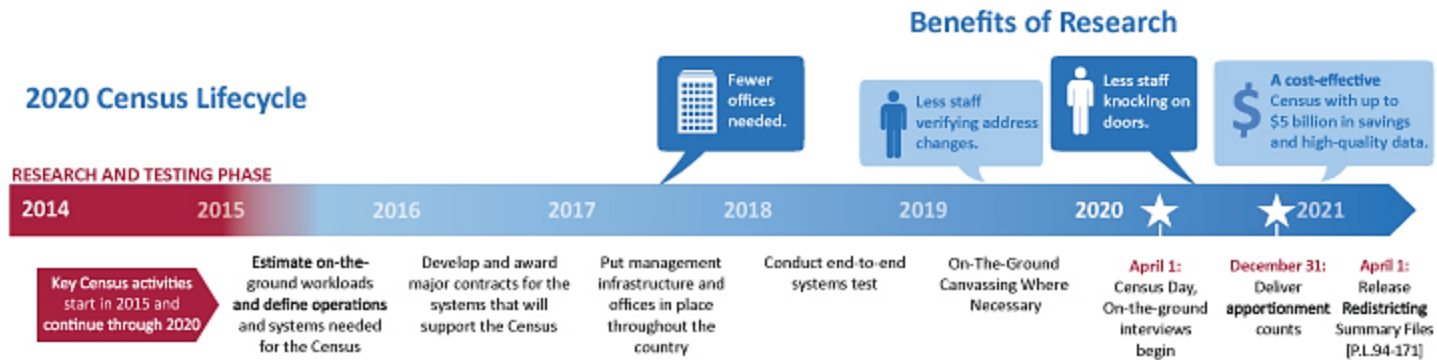 Benefits of Research
2020 Census Lifecycle
Fewer
offices
needed.
Less staff
verifying address
changes.
Less staff
knocking on
doors.
$
A cost-effective
Census with up to
$5 billion in savings
and high-quality data.
RESEARCH AND TESTING PHASE
2014 2015 2016 2017 2018 2019 2020 2021
Key Census activities
start in 2015 and
continue through 2020
Estimate on-the-
ground workloads
and define operations
and systems needed
for the Census
Develop and award
major contracts for the
systems that will
support the Census
Put management
infrastructure and
offices in place
throughout the
country
Conduct end-to-end
systems test
On-The-Ground
Canvassing Where
Necessary
April 1:
Census Day,
On-the-ground
interviews
begin
December 31:
Deliver
apportionment
counts
April 1:
Release
Redistricting
Summary Files
[P.L.94-171]